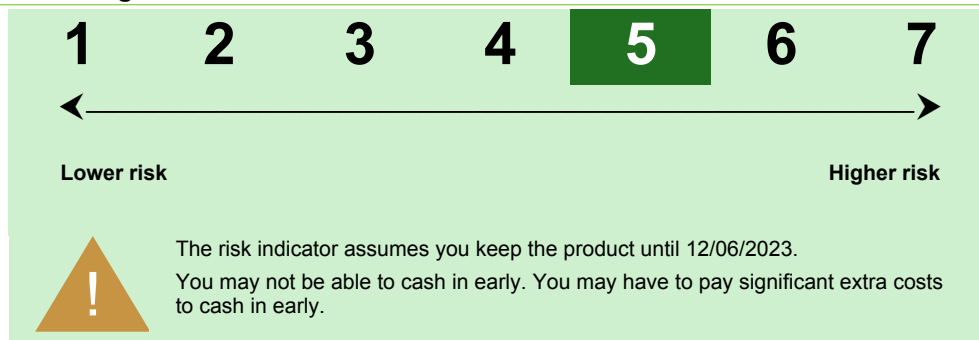 1 2 3 4 5 6 7
Lower risk Higher risk
!
The risk indicator assumes you keep the product until 12/06/2023.
You may not be able to cash in early. You may have to pay significant extra costs
to cash in early.